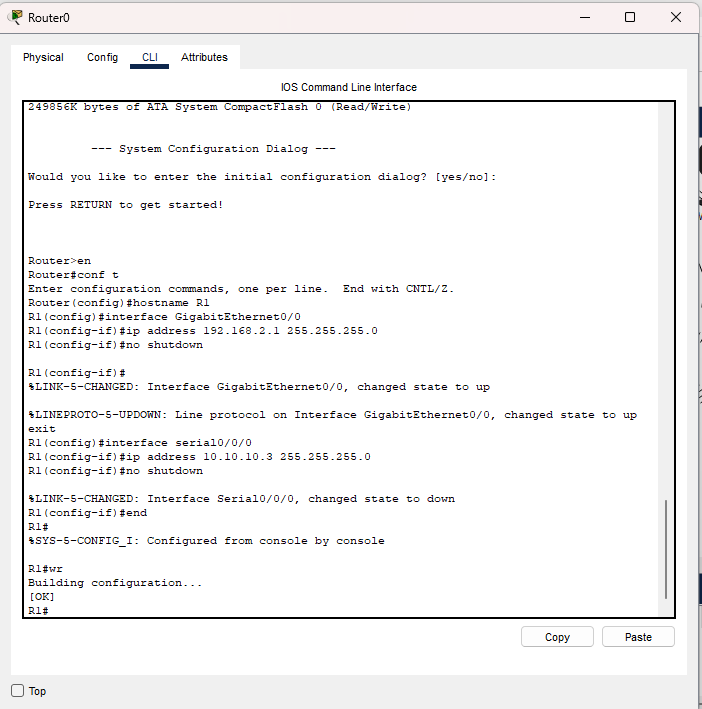 Router0
Physical Config CLI Attributes
IOS Command Line Interface
249856K bytes of ATA System CompactFlash 0 (Read/Write)
--- System Configuration Dialog ---
Would you like to enter the initial configuration dialog? [yes/no]:
Press RETURN to get started!
Router>en
Router#conf t
Enter configuration commands, one per line.  End with CNTL/Z.
Router(config)#hostname R1
R1(config)#interface GigabitEthernet0/0
R1(config-if)#ip address 192.168.2.1 255.255.255.0
R1(config-if)#no shutdown
R1(config-if)#
%LINK-5-CHANGED: Interface GigabitEthernet0/0, changed state to up
%LINEPROTO-5-UPDOWN: Line protocol on Interface GigabitEthernet0/0, changed state to up
exit
R1(config)#interface serial0/0/0
R1(config-if)#ip address 10.10.10.3 255.255.255.0
R1(config-if)#no shutdown
%LINK-5-CHANGED: Interface Serial0/0/0, changed state to down
R1(config-if)#end
R1#
%SYS-5-CONFIG_I: Configured from console by console
R1#wr
Building configuration...
[OK]
R1#
Copy Paste
Top